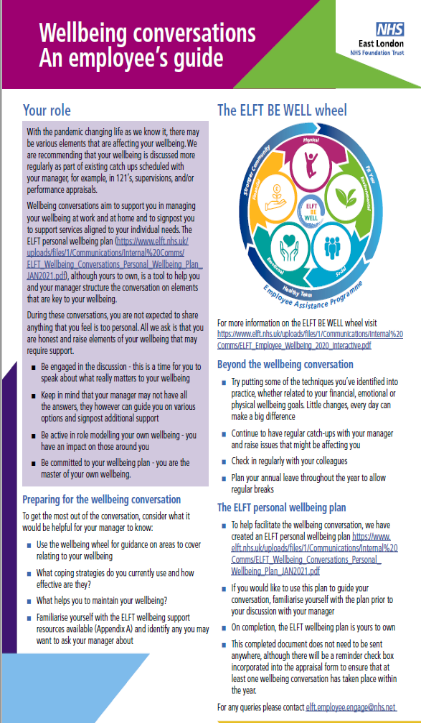 Wellbeing conversations
An employee's guide
NHS
East London
NHS Foundation Trust
Your role
With the pandemic changing life as we know it, there may
be various elements that are affecting your wellbeing. We
are recommending that your wellbeing is discussed more
regularly as part of existing catch ups scheduled with
your manager, for example, in 121's, supervisions, and/or
performance appraisals.
Wellbeing conversations aim to support you in managing
your wellbeing at work and at home and to signpost you
to support services aligned to your individual needs. The
ELFT personal wellbeing plan (https://www.elft.nhs.uk/
uploads/files/1/Communications/Internal%20Comms/
ELFT_Wellbeing_Conversations_Personal_Wellbeing_Plan_
JAN2021.pdf), although yours to own, is a tool to help you
and your manager structure the conversation on elements
that are key to your wellbeing.
During these conversations, you are not expected to share
anything that you feel is too personal. All we ask is that you
are honest and raise elements of your wellbeing that may
require support.
■ Be engaged in the discussion - this is a time for you to
speak about what really matters to your wellbeing
■ Keep in mind that your manager may not have all
the answers, they however can guide you on various
options and signpost additional support
■ Be active in role modelling your own wellbeing - you
have an impact on those around you
■ Be committed to your wellbeing plan - you are the
master of your own wellbeing.
Preparing for the wellbeing conversation
To get the most out of the conversation, consider what it
would be helpful for your manager to know:
■ Use the wellbeing wheel for guidance on areas to cover
relating to your wellbeing
■ What coping strategies do you currently use and how
effective are they?
■ What helps you to maintain your wellbeing?
■ Familiarise yourself with the ELFT wellbeing support
resources available (Appendix A) and identify any you may
want to ask your manager about
The ELFT BE WELL wheel
Stronger Community
Mental
Social
ELFT
BE
WELL
Healthy Takes
Employee Assistance Programme
For more information on the ELFT BE WELL wheel visit
https://www.elft.nhs.uk/uploads/files/1/Communications/Internal%20
Comms/ELFT_Employee_Wellbeing_2020_Interactive.pdf
Beyond the wellbeing conversation
■ Try putting some of the techniques you've identified into
practice, whether related to your financial, emotional or
physical wellbeing goals. Little changes, every day can
make a big difference
■ Continue to have regular catch-ups with your manager
and raise issues that might be affecting you
■ Check in regularly with your colleagues
■ Plan your annual leave throughout the year to allow
regular breaks
The ELFT personal wellbeing plan
■ To help facilitate the wellbeing conversation, we have
created an ELFT personal wellbeing plan https://www.
elft.nhs.uk/uploads/files/1/Communications/Internal%20
Comms/ELFT_Wellbeing_Conversations_Personal_
Wellbeing_Plan_JAN2021.pdf
■ If you would like to use this plan to guide your
conversation, familiarise yourself with the plan prior to
your discussion with your manager
■ On completion, the ELFT wellbeing plan is yours to own
■ This completed document does not need to be sent
anywhere, although there will be a reminder check box
incorporated into the appraisal form to ensure that at
least one wellbeing conversation has taken place within
the year.
For any queries please contact elft.employee.engage@nhs.net